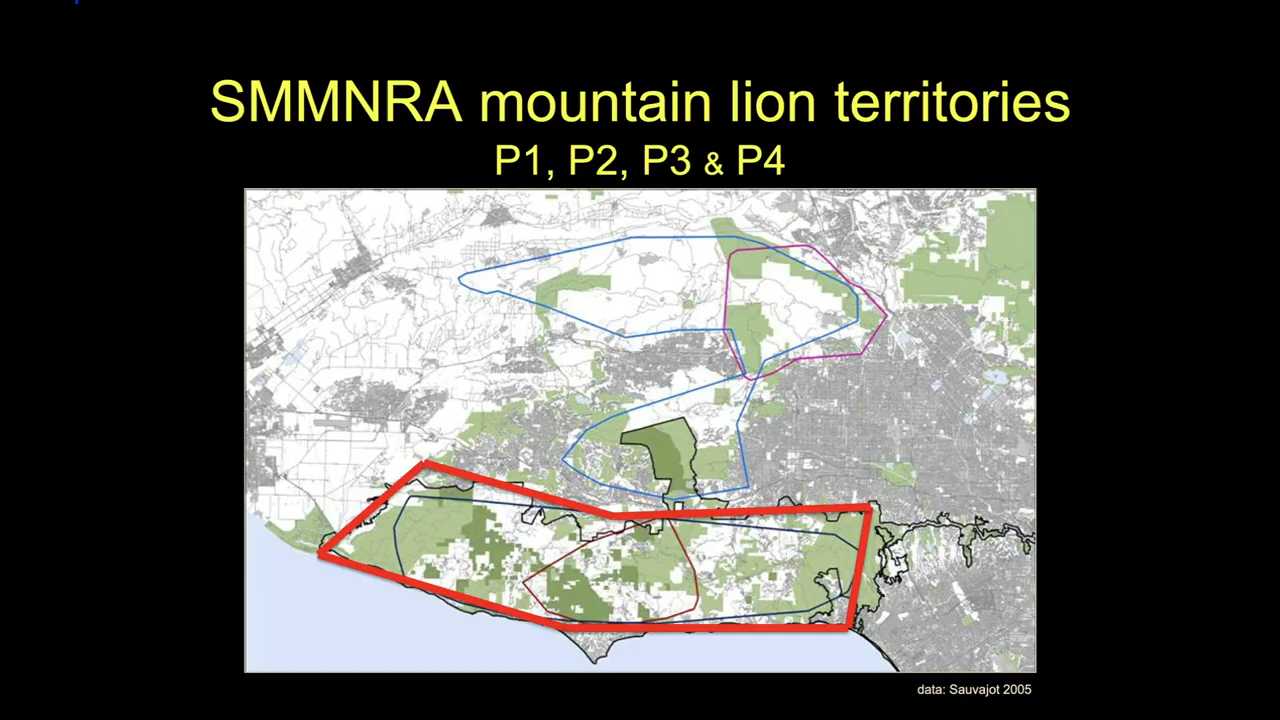 SMMNRA mountain lion territories
P1, P2, P3 & P4
data: Sauvajot 2005